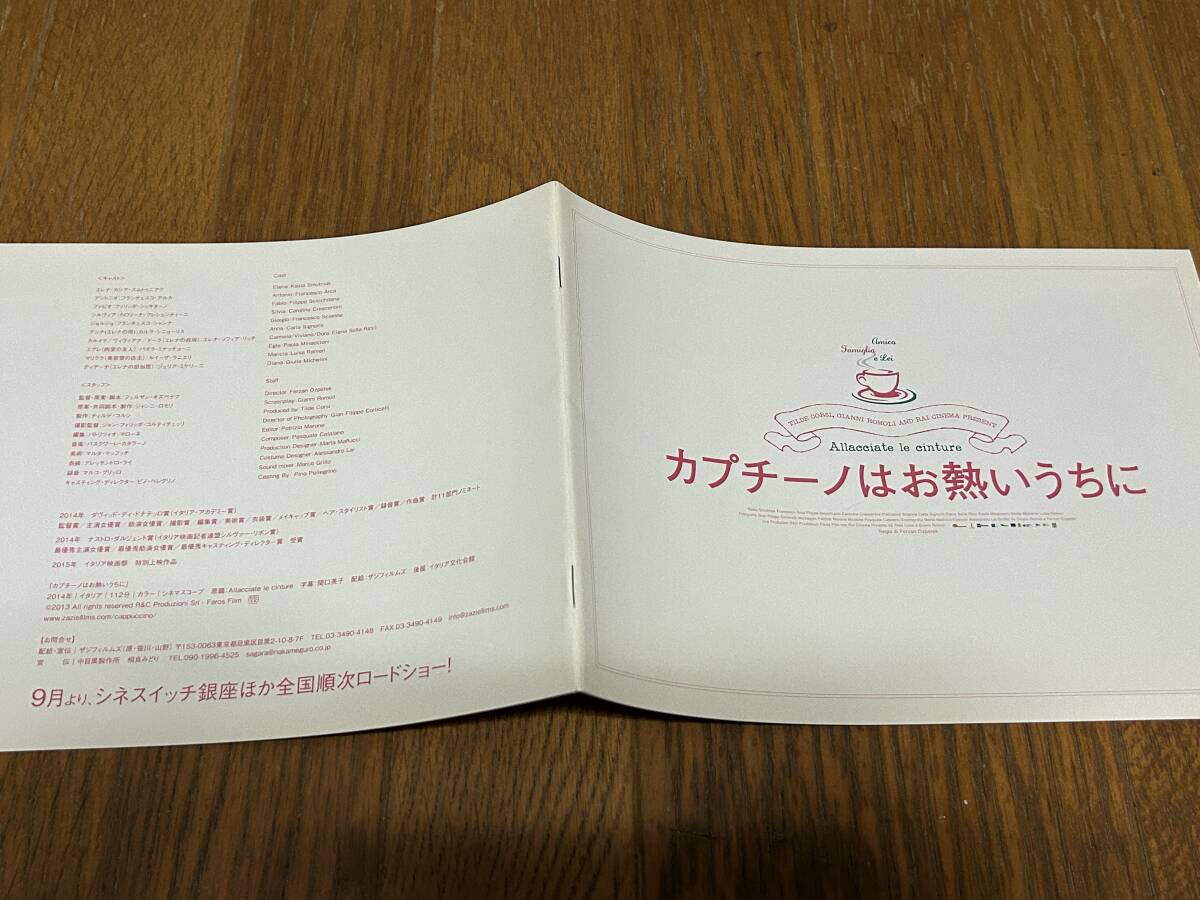 <キャスト>
エレナ:カシア・スムトゥニアク
アントニオ:フランチェスコ・アルカ
ファビオ:フィリッポ・シッキターノ
シルヴィア:カロリーナ・クレシェンティーニ
ジョルジョ:フランチェスコ・シャンナ
アンナ(エレナの母):カルラ・シニョーリス
カルメラ/ヴィヴィアナ/ドーラ(エレナの叔母):エレナ・ソフィア・リッチ
エグレ(病室の友人):パオラ・ミナッチョーニ
マリクラ(美容室の店主):ルイーザ・ラニエリ
ディアーナ(エレナの担当医):ジュリア・ミケリーニ
Cast
Elena: Kasia Smutniak
Antonio: Francesco Arca
Fabio: Filippo Scicchitano
Silvia: Carolina Crescentini
Giorgio: Francesco Scianna
Anna: Carla Signoris
Carmela/Viviana/Dora: Elena Sofia Ricci
Egle: Paola Minaccioni
Maricla: Luisa Ranieri
Diana: Giulia Michelini
<スタッフ>
監督・原案・脚本:フェルザン・オズペテク
原案・共同脚本・製作:ジャンニ・ロモリ
製作:ティルデ・コルシ
撮影監督:ジャン・フィリッポ・コルティチェッリ
編集:パトリツィオ・マローネ
音楽:パスクワーレ・カタラーノ
美術:マルタ・マッフッチ
衣装:アレッサンドロ・ライ
録音:マルコ・グリッロ
キャスティング・ディレクター:ピノ・ペレグリノ
Staff
Director: Ferzan Ozpetek
Screenplay: Gianni Romoli
Produced by: Tilde Corsi
Director of Photography: Gian Filippo Corticelli
Editor: Patrizio Marone
Composer: Pasquale Catalano
Production Designer: Marta Maffucci
Costume Designer: Alessandro Lai
Sound mixer: Marco Grillo
Casting By: Pino Pellegrino
2014年 ダヴィッド・ディ・ドナテッロ賞(イタリア・アカデミー賞)
監督賞/主演女優賞/助演女優賞/撮影賞/編集賞/美術賞/衣装賞/メイキャップ賞/ヘア・スタイリスト賞/録音賞/作曲賞 計11部門ノミネート
2014年 ナストロ・ダルジェント賞(イタリア映画記者連盟シルヴァー・リボン賞)
最優秀主演女優賞/最優秀助演女優賞/最優秀キャスティング・ディレクター賞 受賞
2015年 イタリア映画祭 特別上映作品
『カプチーノはお熱いうちに』
2014年|イタリア|112分|カラー|シネマスコープ 原題:Allacciate le cinture 字幕:関口英子 配給:ザジフィルムズ 後援:イタリア文化会館
©2013 All rights reserved R&C Produzioni Srl - Faros Film
www.zaziefilms.com/cappuccino/
【お問合せ】
配給・宣伝|ザジフィルムズ(原・笹川・山野) 〒153-0063東京都目黒区目黒2-10-8-7F TEL.03-3490-4148 FAX.03-3490-4149 info@zaziefilms.com
宣 伝|中目黒製作所 相良みどり TEL.090-1996-4525 sagara@nakameguro.co.jp
9月より、シネスイッチ銀座ほか全国順次ロードショー!
Amica
Famiglia
e Lei
TILDE CORSI, GIANNI ROMOLI AND RAI CINEMA PRESENT
Allacciate le cinture
カプチーノはお熱いうちに
Regia di Ferzan Ozpetek